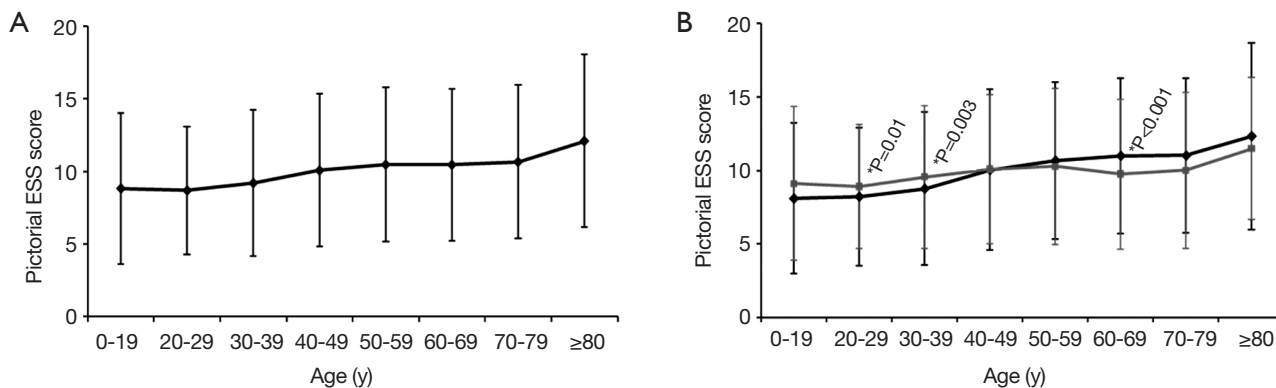 A
Pictorial ESS score
20
15
10
5
0
0-19 20-29 30-39 40-49 50-59 60-69 70-79 ≥80
Age (y)
B
Pictorial ESS score
20
15
10
5
0
*P=0.01
*P=0.003
*P<0.001
0-19 20-29 30-39 40-49 50-59 60-69 70-79 ≥80
Age (y)